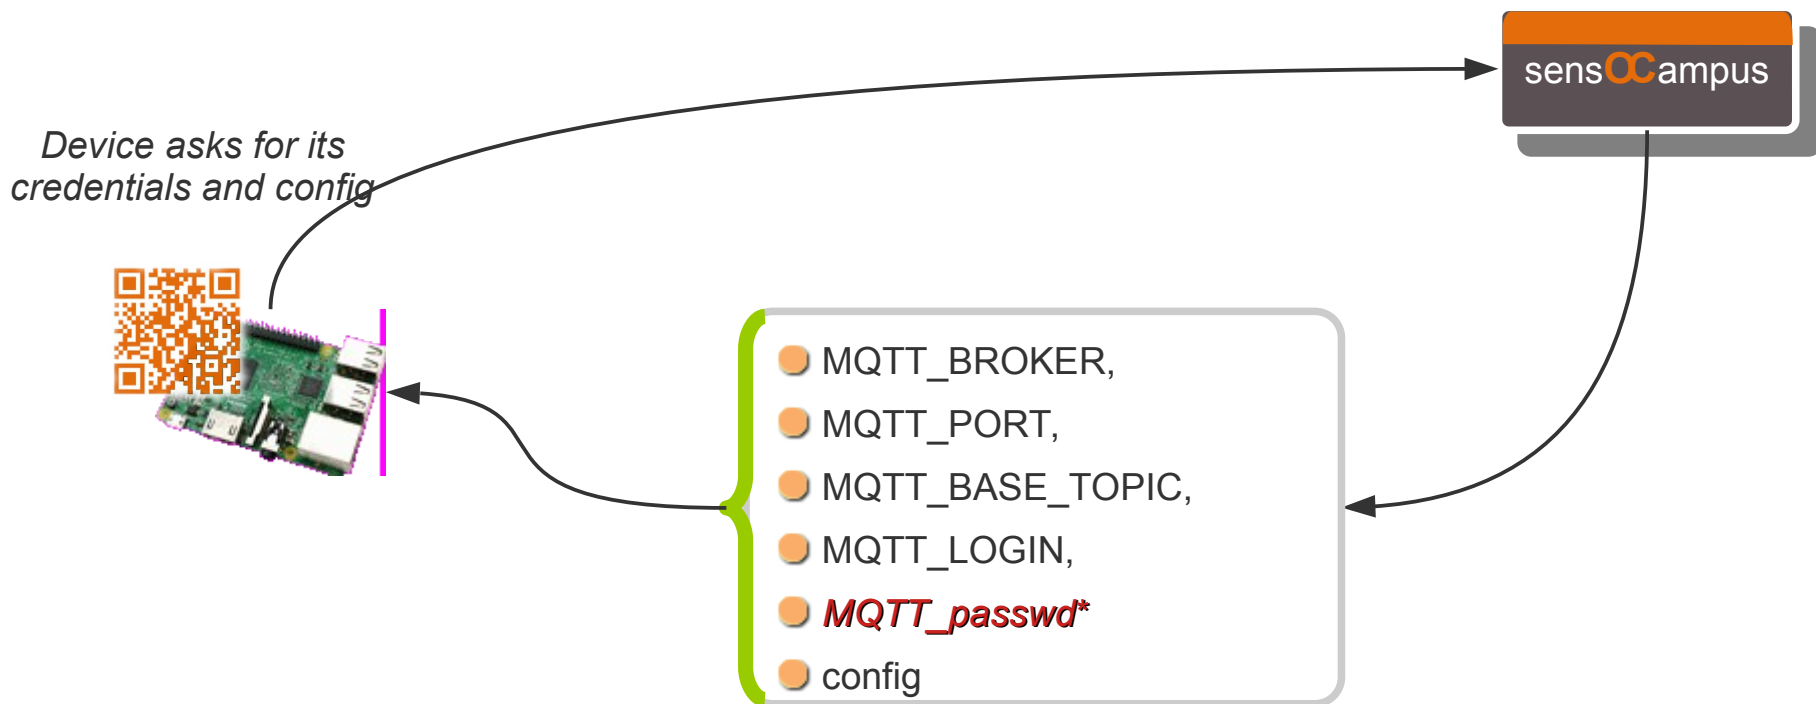 sensOCampus
Device asks for its
credentials and config
MQTT_BROKER,
MQTT_PORT,
MQTT_BASE_TOPIC,
MQTT_LOGIN,
MQTT_passwd*
config